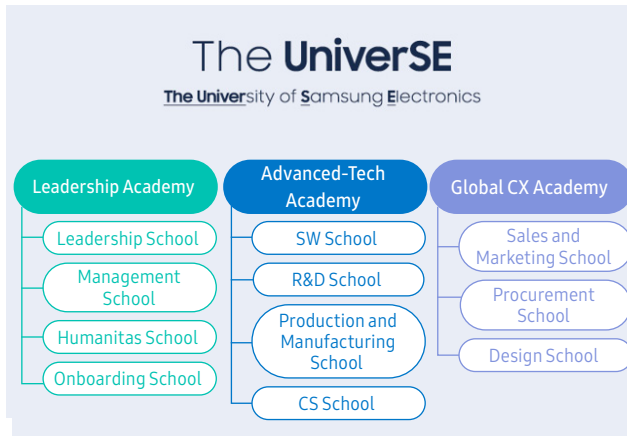 The UniverSE
The University of Samsung Electronics
Leadership Academy
Leadership School
Management
School
Humanitas School
Onboarding School
Advanced-Tech
Academy
SW School
R&D School
Production and
Manufacturing
School
CS School
Global CX Academy
Sales and
Marketing School
Procurement
School
Design School